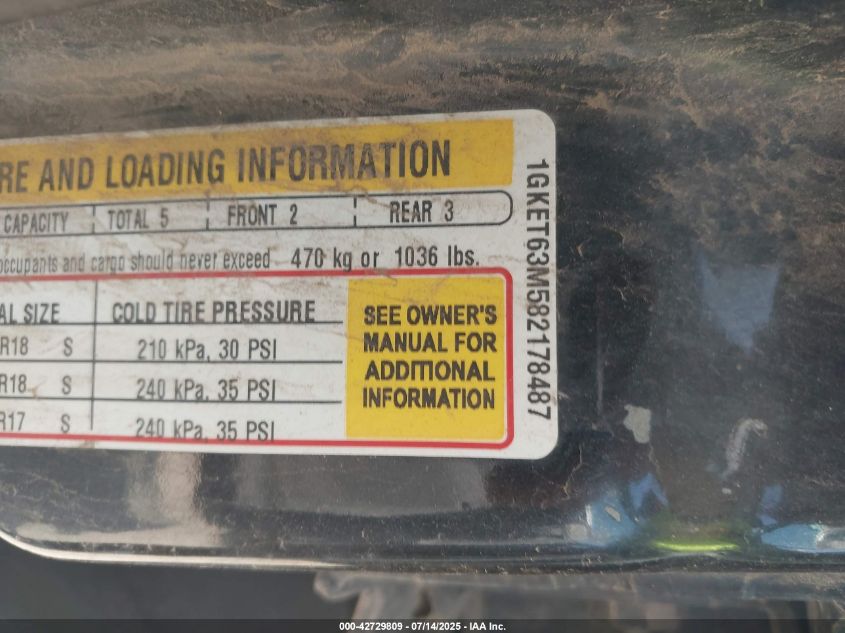 RE AND LOADING INFORMATION
CAPACITY TOTAL 5 FRONT 2 REAR 3
occupants and cargo should never exceed 470 kg or 1036 lbs.
AL SIZE COLD TIRE PRESSURE
R18 S 210 kPa, 30 PSI
R18 S 240 kPa, 35 PSI
R17 S 240 kPa, 35 PSI
SEE OWNER'S
MANUAL FOR
ADDITIONAL
INFORMATION
1GKET63M582178487
000-42729809 - 07/14/2025 - IAA Inc.